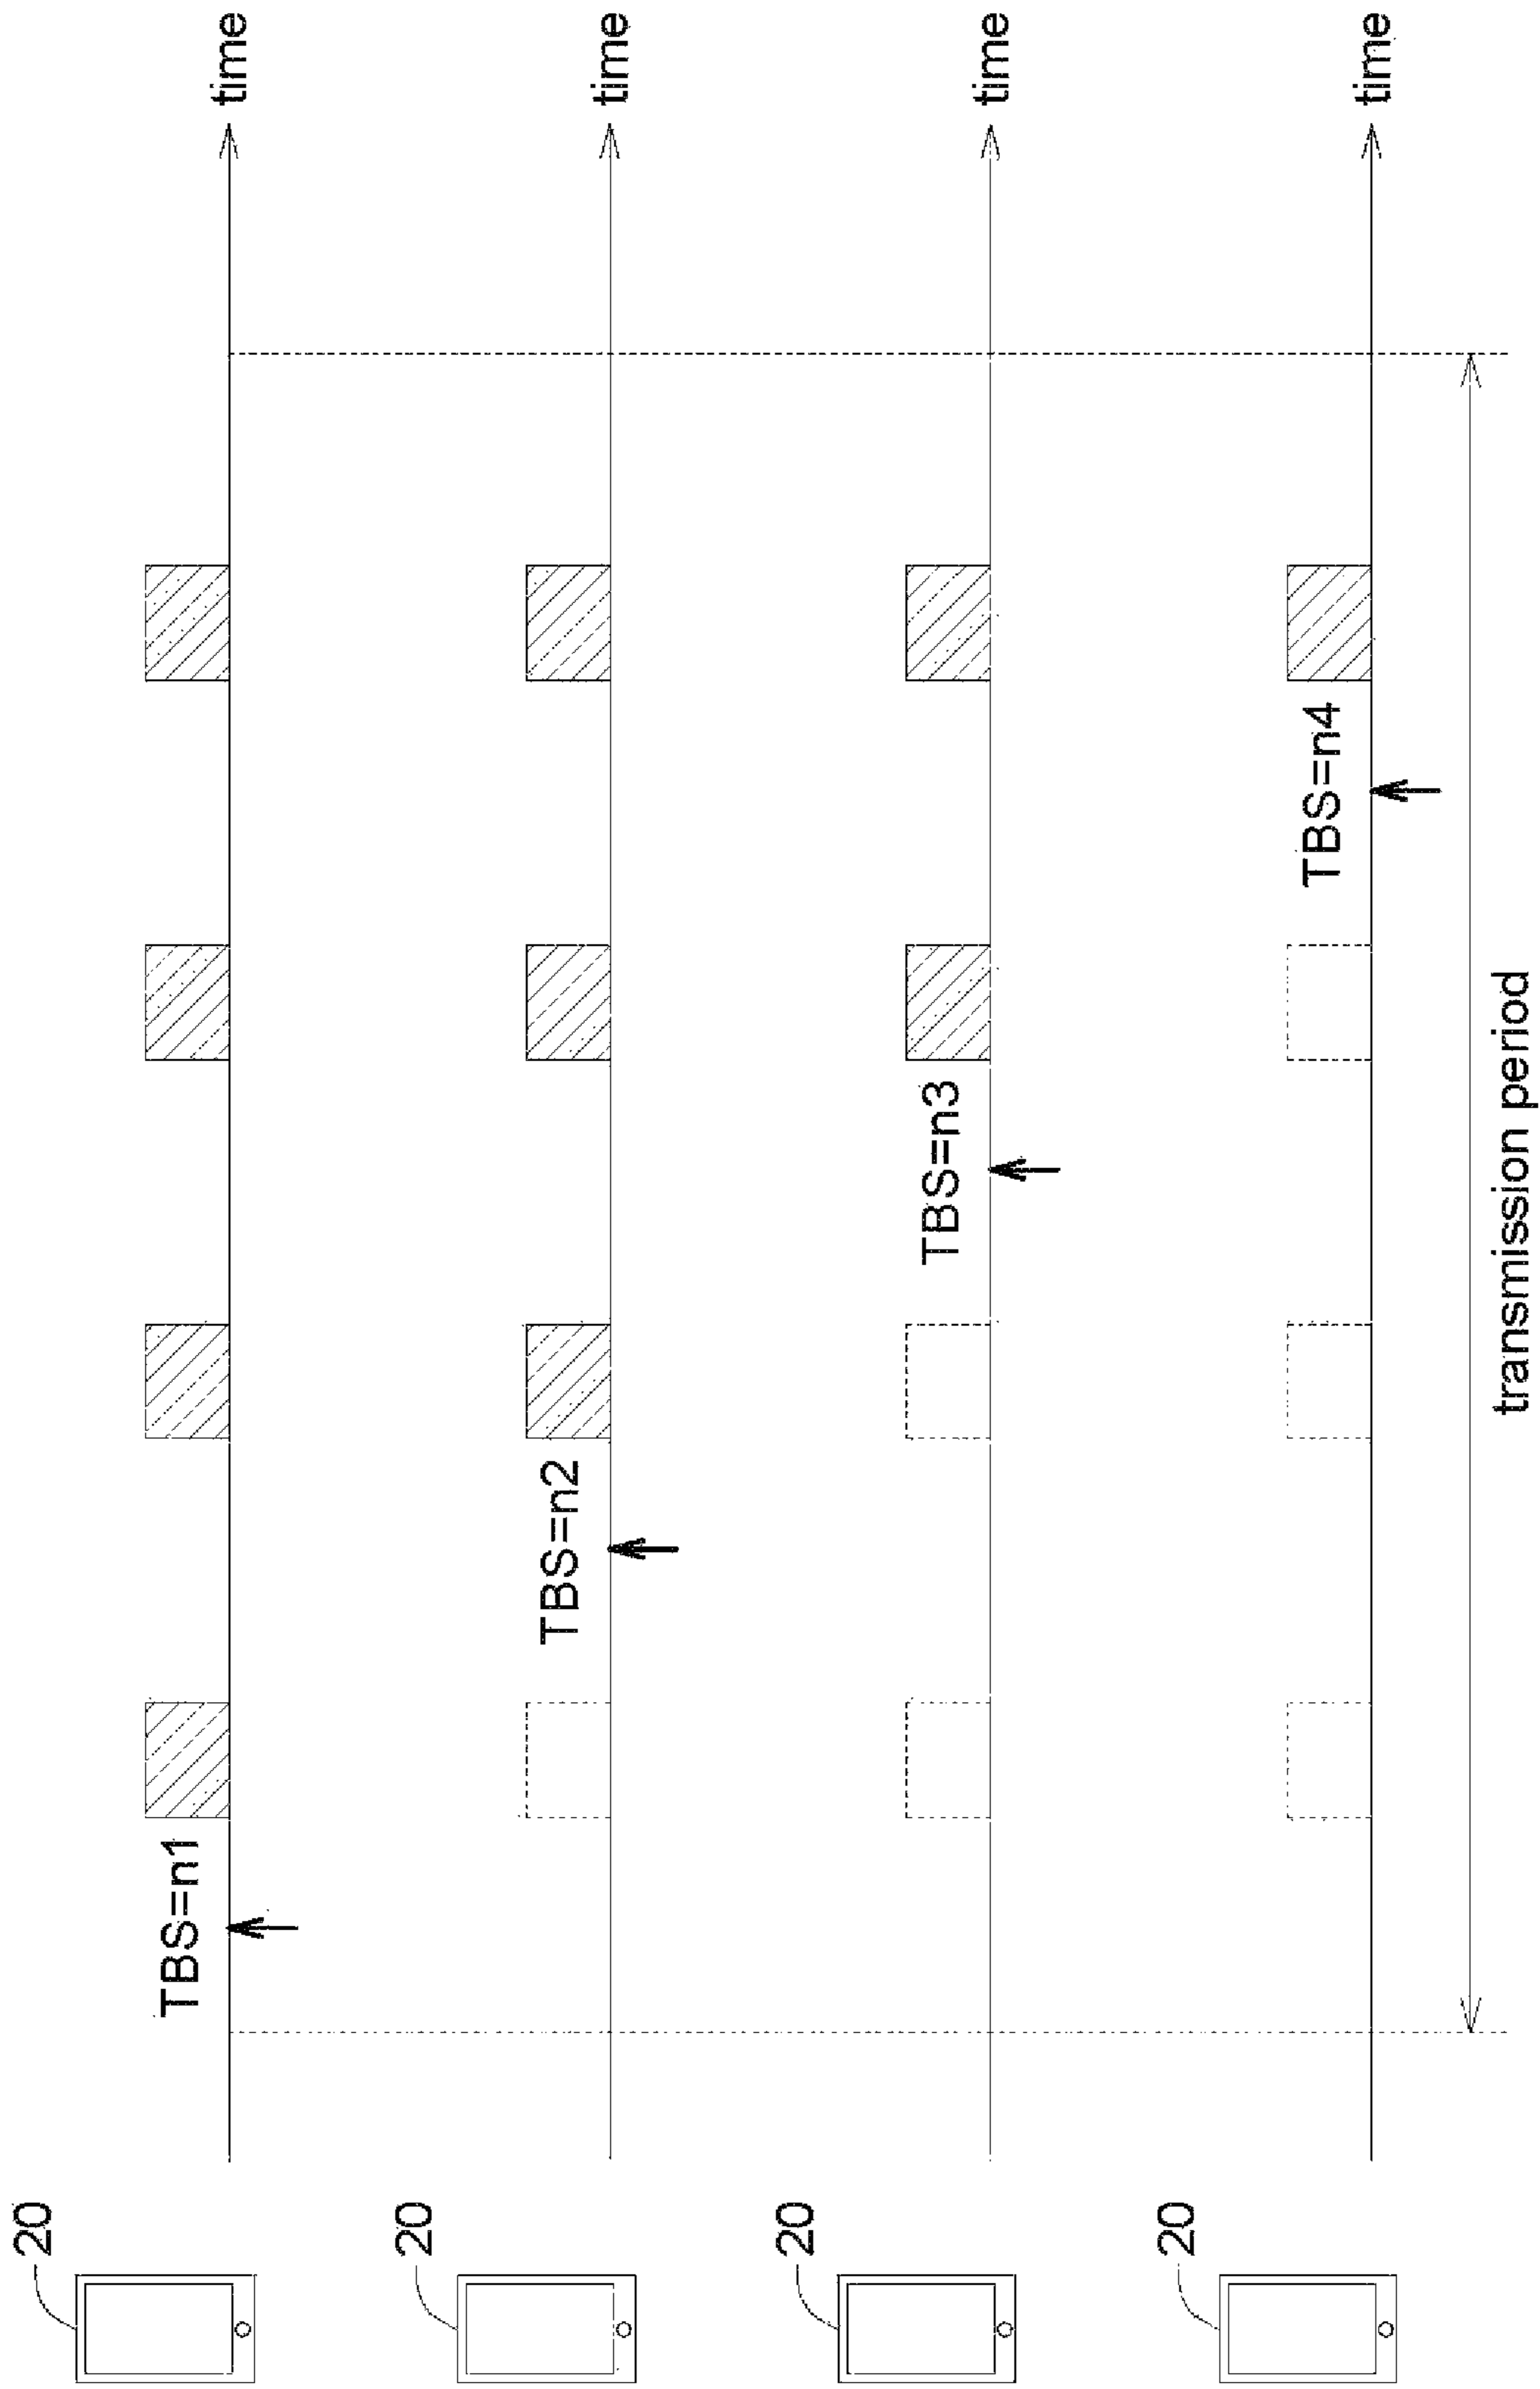 20
TBS=n1
time
20
TBS=n2
time
20
TBS=n3
time
20
TBS=n4
time
transmission period